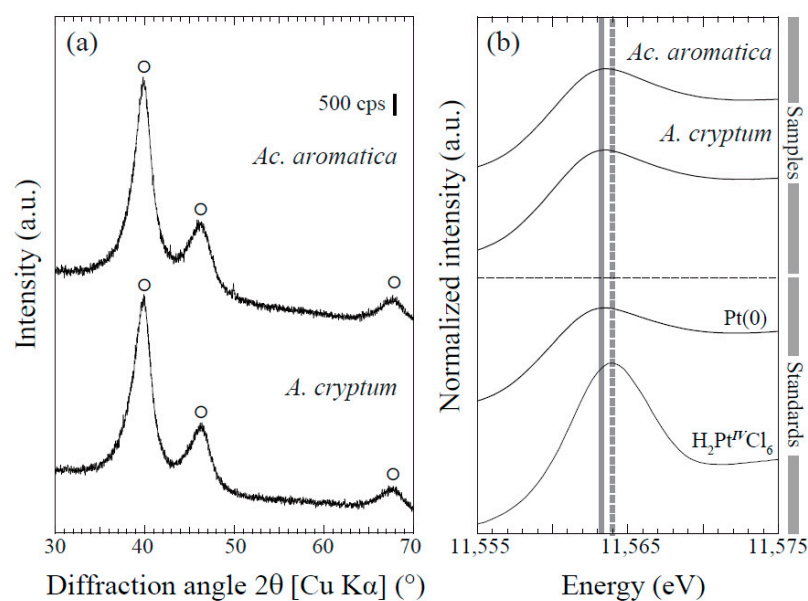 (a)
500 cps
Ac. aromatica
A. cryptum
Intensity (a.u.)
30 40 50 60 70
Diffraction angle 2θ [Cu Kα] (°)
(b)
Ac. aromatica
A. cryptum
Pt(0)
H₂PtᴵⱽCl₆
Normalized intensity (a.u.)
11,555 11,565 11,575
Energy (eV)
Samples
Standards